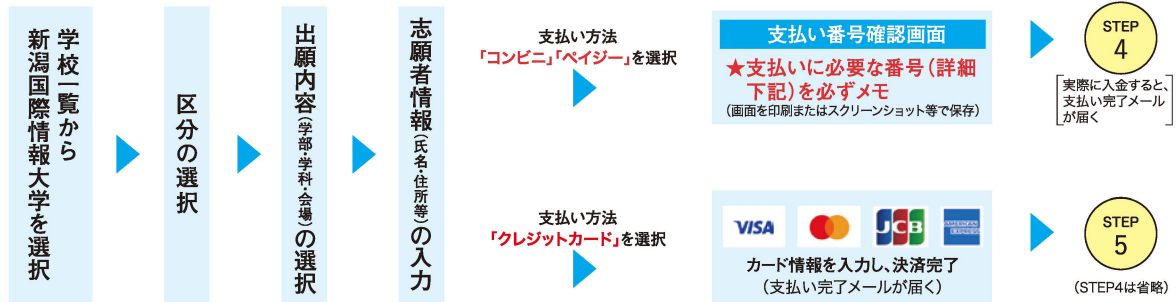 学校一覧から
新潟国際情報大学を選択
区分の選択
出願内容(学部・学科・会場)の選択
志願者情報(氏名・住所等)の入力
支払い方法
「コンビニ」「ペイジー」を選択
支払い番号確認画面
★支払いに必要な番号(詳細
下記)を必ずメモ
(画面を印刷またはスクリーンショット等で保存)
STEP
4
実際に入金すると、
支払い完了メール
が届く
支払い方法
「クレジットカード」を選択
VISA
JCB
AMERICAN
EXPRESS
カード情報を入力し、決済完了
(支払い完了メールが届く)
STEP
5
(STEP4は省略)